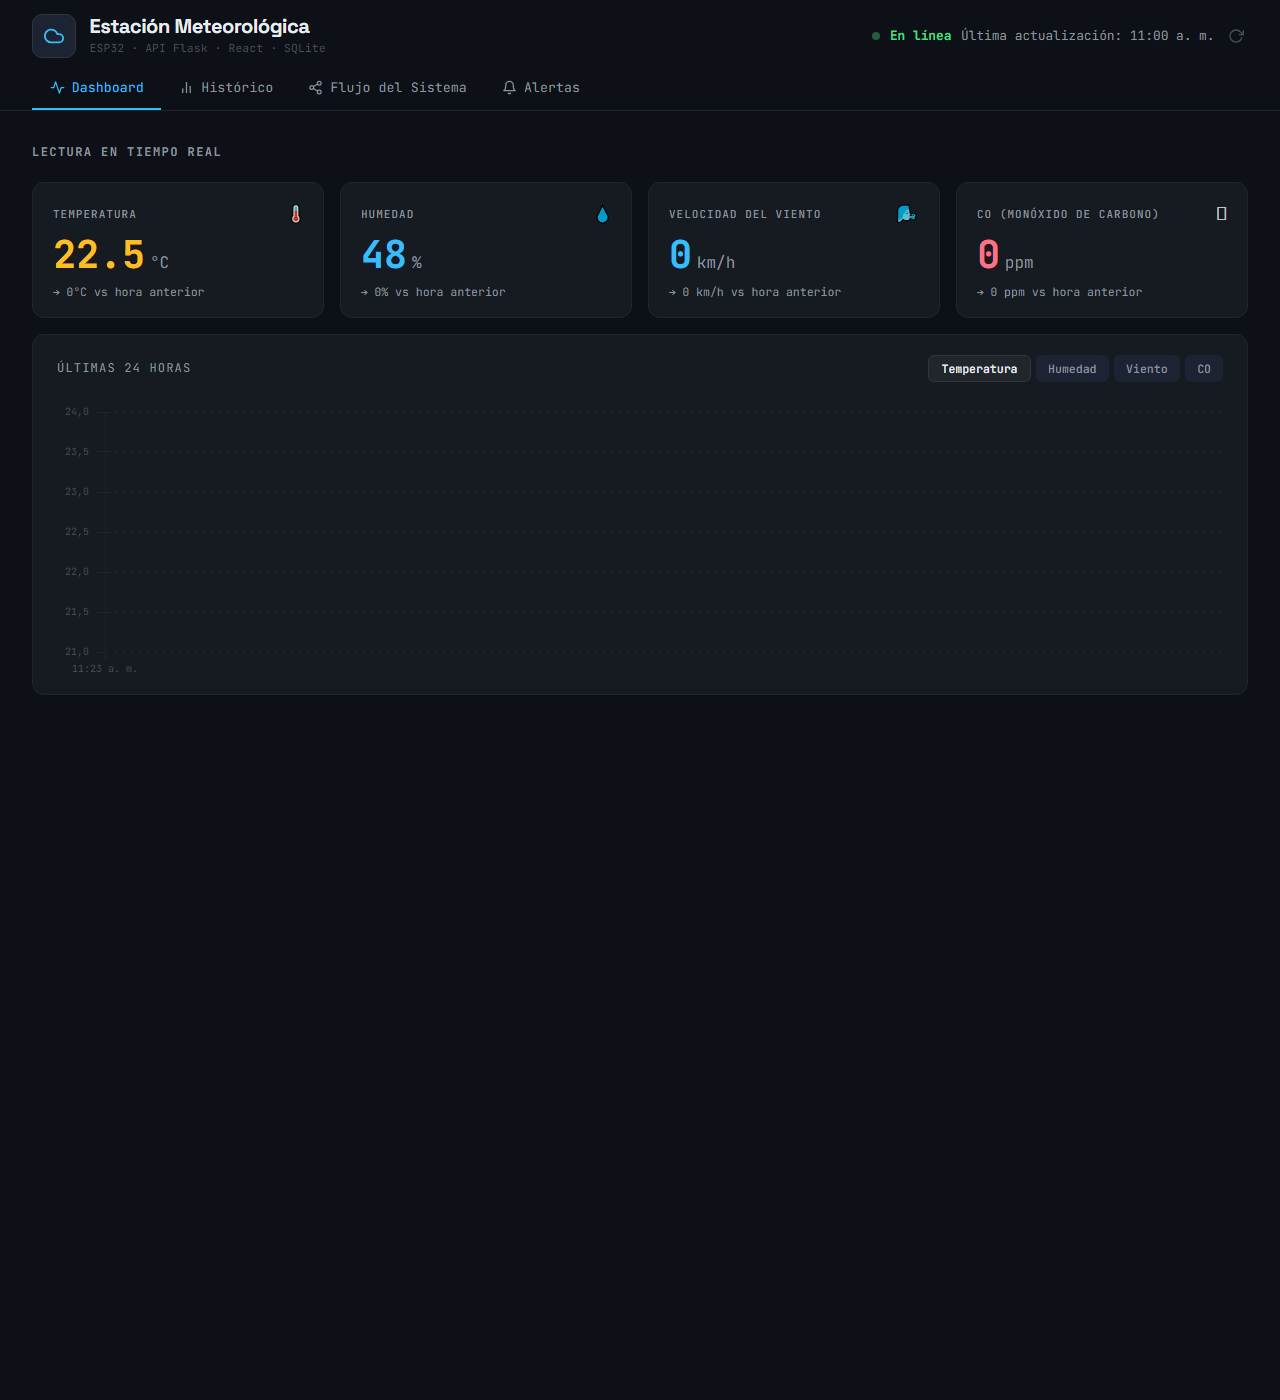 Estación Meteorológica
ESP32 · API Flask · React · SQLite
En línea Última actualización: 11:00 a. m.
Dashboard Histórico Flujo del Sistema Alertas
LECTURA EN TIEMPO REAL
TEMPERATURA
22.5 °C
→ 0°C vs hora anterior
HUMEDAD
48 %
→ 0% vs hora anterior
VELOCIDAD DEL VIENTO
0 km/h
→ 0 km/h vs hora anterior
CO (MONÓXIDO DE CARBONO)
0 ppm
→ 0 ppm vs hora anterior
ÚLTIMAS 24 HORAS
Temperatura Humedad Viento CO
24,0
23,5
23,0
22,5
22,0
21,5
21,0
11:23 a. m.